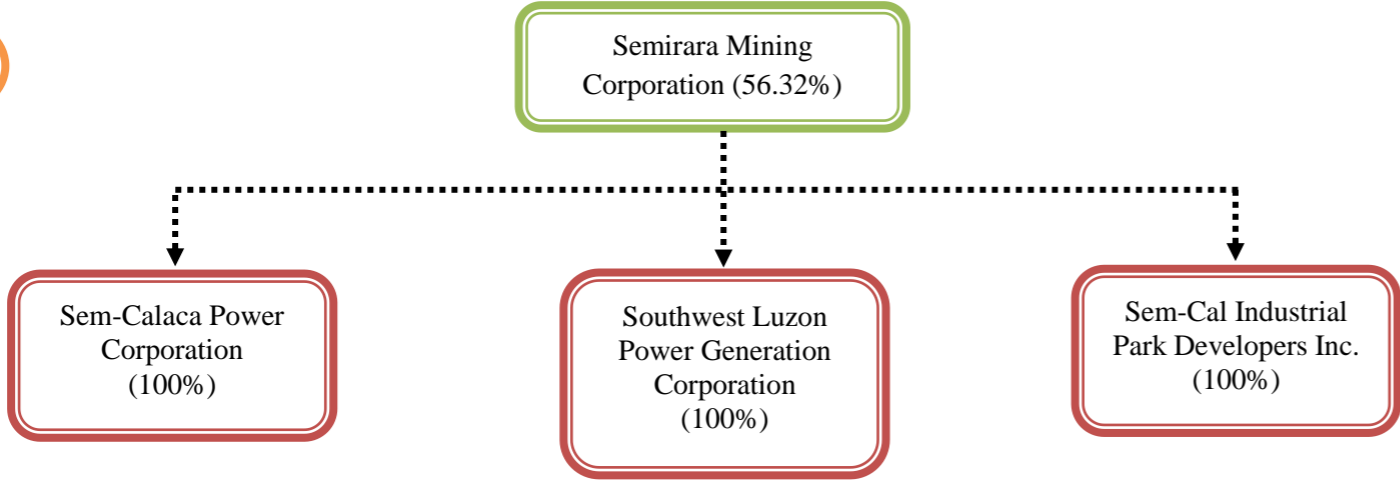 Semirara Mining
Corporation (56.32%)
Sem-Calaca Power
Corporation
(100%)
Southwest Luzon
Power Generation
Corporation
(100%)
Sem-Cal Industrial
Park Developers Inc.
(100%)